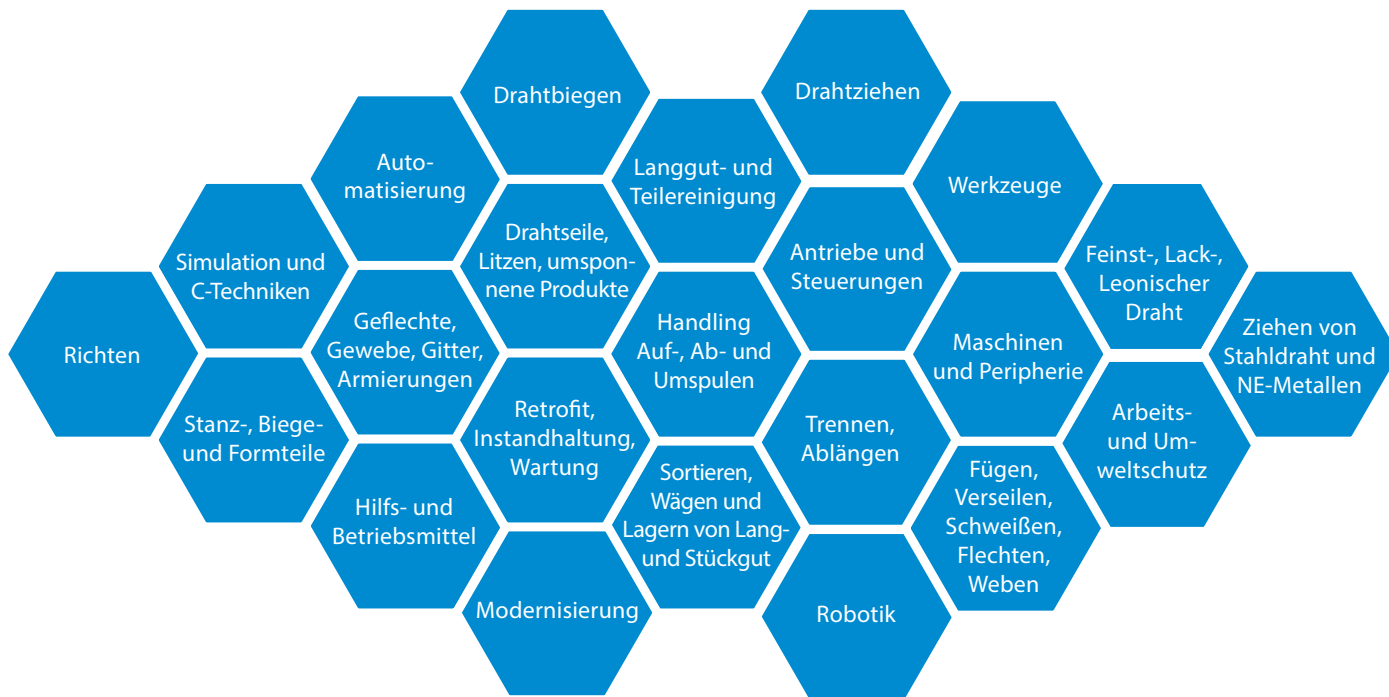 Drahtbiegen
Drahtziehen
Auto-
matisierung
Langgut- und
Teilereinigung
Werkzeuge
Simulation und
C-Techniken
Drahtseile,
Litzen, umspon-
nene Produkte
Antriebe und
Steuerungen
Feinst-, Lack-,
Leonischer
Draht
Richten
Geflechte,
Gewebe, Gitter,
Armierungen
Handling
Auf-, Ab- und
Umspulen
Maschinen
und Peripherie
Ziehen von
Stahldraht und
NE-Metallen
Stanz-, Biege-
und Formteile
Retrofit,
Instandhaltung,
Wartung
Trennen,
Ablängen
Arbeits-
und Um-
weltschutz
Hilfs- und
Betriebsmittel
Sortieren,
Wägen und
Lagern von Lang-
und Stückgut
Fügen,
Verseilen,
Schweißen,
Flechten,
Weben
Modernisierung
Robotik